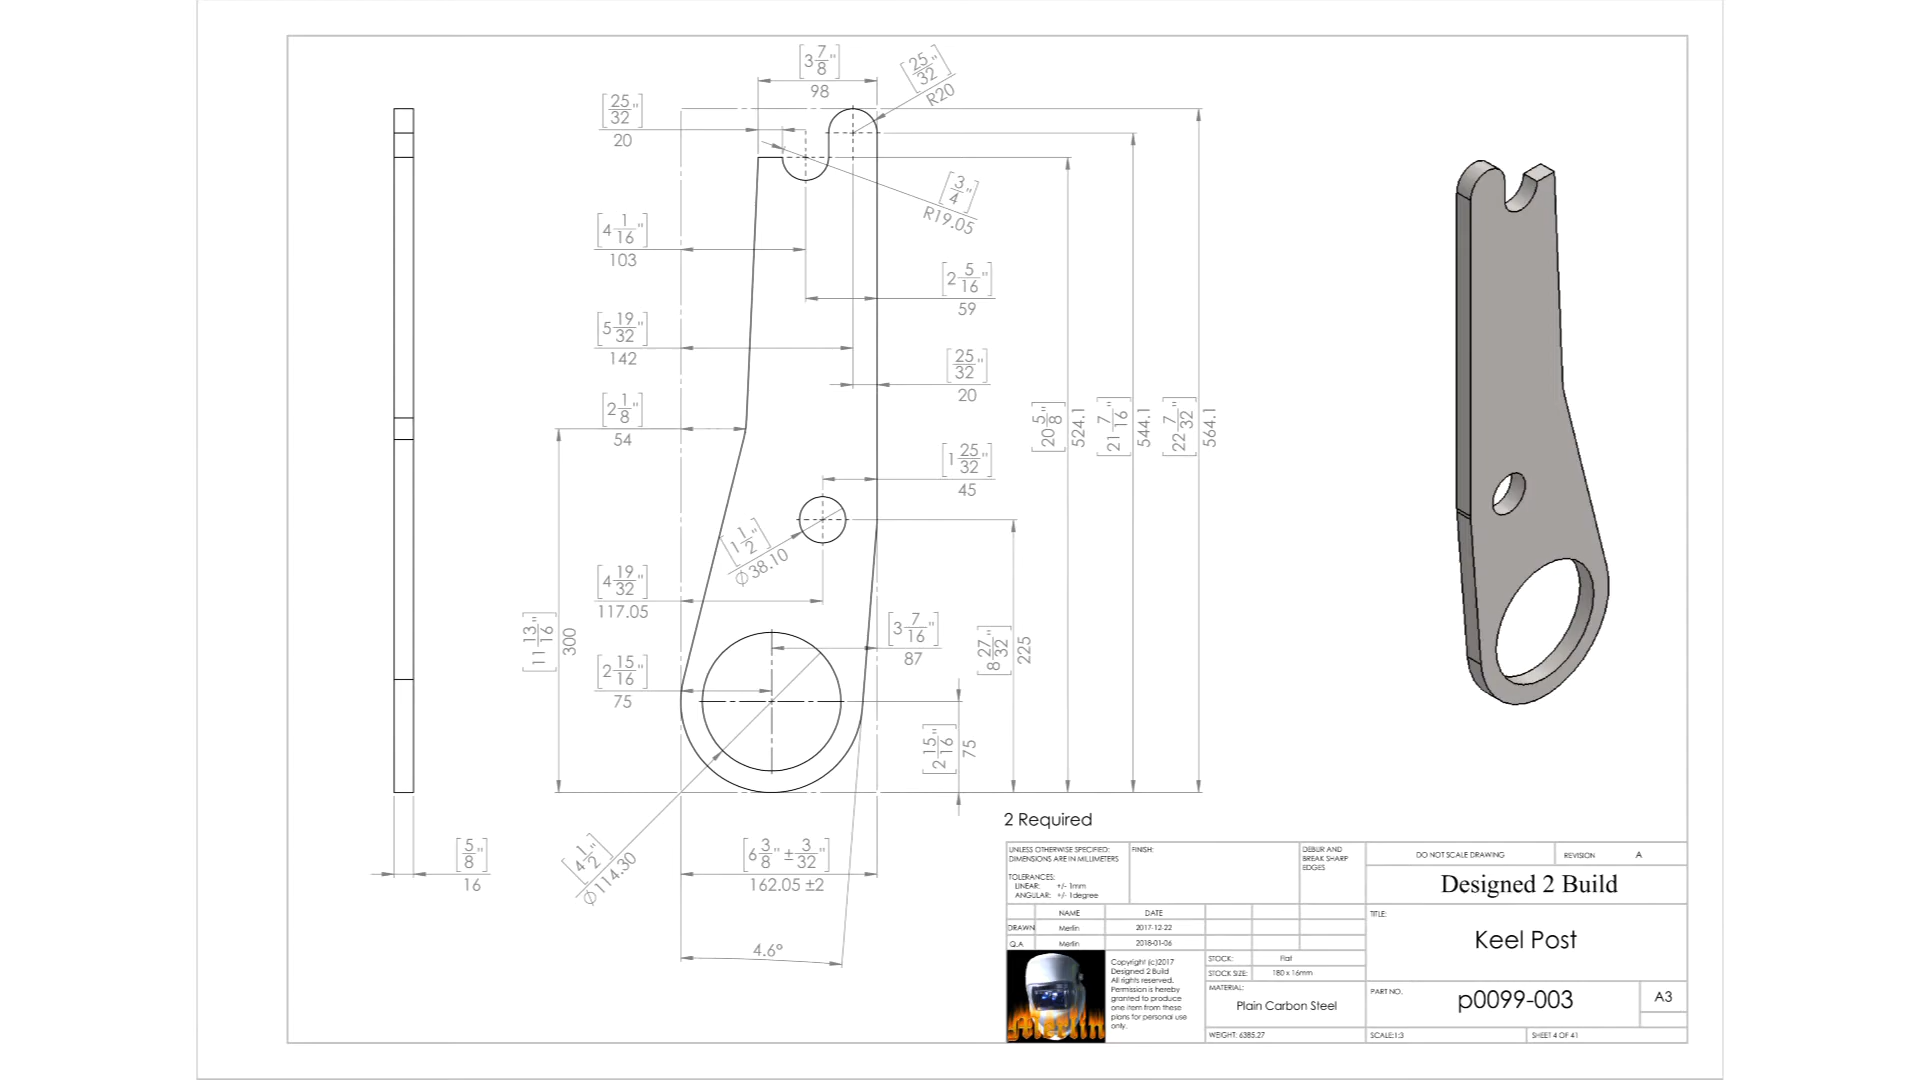 [3 7/8"]
98
[25/32"]
R20
[25/32"]
20
[3/4"]
R19.05
[4 1/16"]
103
[2 5/16"]
59
[5 19/32"]
142
[25/32"]
20
[2 1/8"]
54
[20 5/8"]
524.1
[21 7/16"]
544.1
[22 7/32"]
564.1
[1 25/32"]
45
[1 1/2"]
Ø38.10
[4 19/32"]
117.05
[11 13/16"]
300
[3 7/16"]
87
[8 27/32"]
225
[2 15/16"]
75
[2 15/16"]
75
[5/8"]
16
[4 1/2"]
Ø114.30
[6 3/8" ± 3/32"]
162.05 ±2
4.6°
2 Required
UNLESS OTHERWISE SPECIFIED:
DIMENSIONS ARE IN MILLIMETERS
TOLERANCES:
LINEAR: +/- 1mm
ANGULAR: +/- 1degree
FINISH:
DEBUR AND
BREAK SHARP
EDGES
DO NOT SCALE DRAWING
REVISION A
Designed 2 Build
NAME DATE
DRAWN Merlin 2017-12-22
Q.A Merlin 2018-01-06
TITLE:
Keel Post
Merlin
Copyright (c)2017
Designed 2 Build
All rights reserved.
Permission is hereby
granted to produce
one item from these
plans for personal use
only.
STOCK: Flat
STOCK SIZE: 180 x 16mm
MATERIAL:
Plain Carbon Steel
WEIGHT: 6385.27
PART NO.
p0099-003
A3
SCALE:1:3
SHEET 4 OF 41